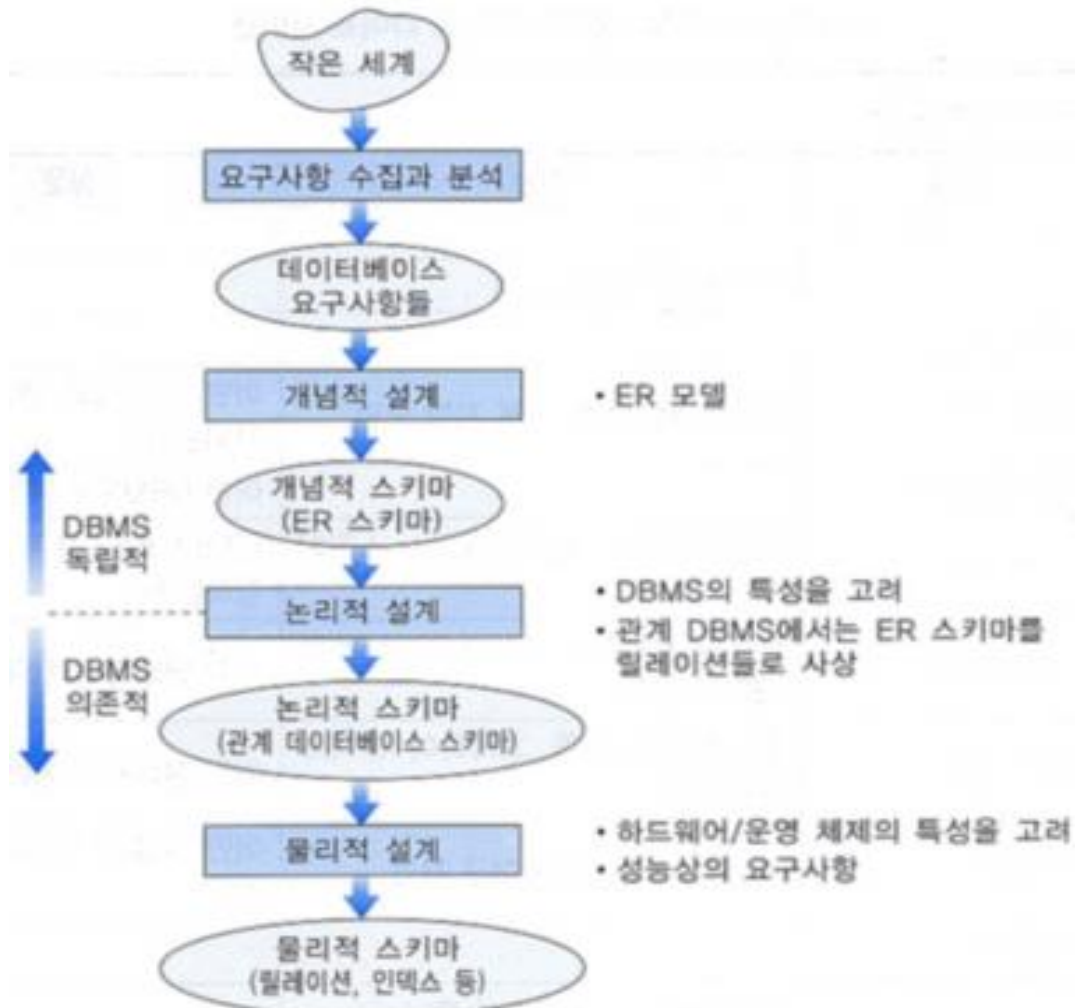 작은 세계
요구사항 수집과 분석
데이터베이스
요구사항들
개념적 설계
• ER 모델
개념적 스키마
(ER 스키마)
DBMS
독립적
논리적 설계
• DBMS의 특성을 고려
• 관계 DBMS에서는 ER 스키마를
릴레이션들로 사상
DBMS
의존적
논리적 스키마
(관계 데이터베이스 스키마)
물리적 설계
• 하드웨어/운영 체제의 특성을 고려
• 성능상의 요구사항
물리적 스키마
(릴레이션, 인덱스 등)